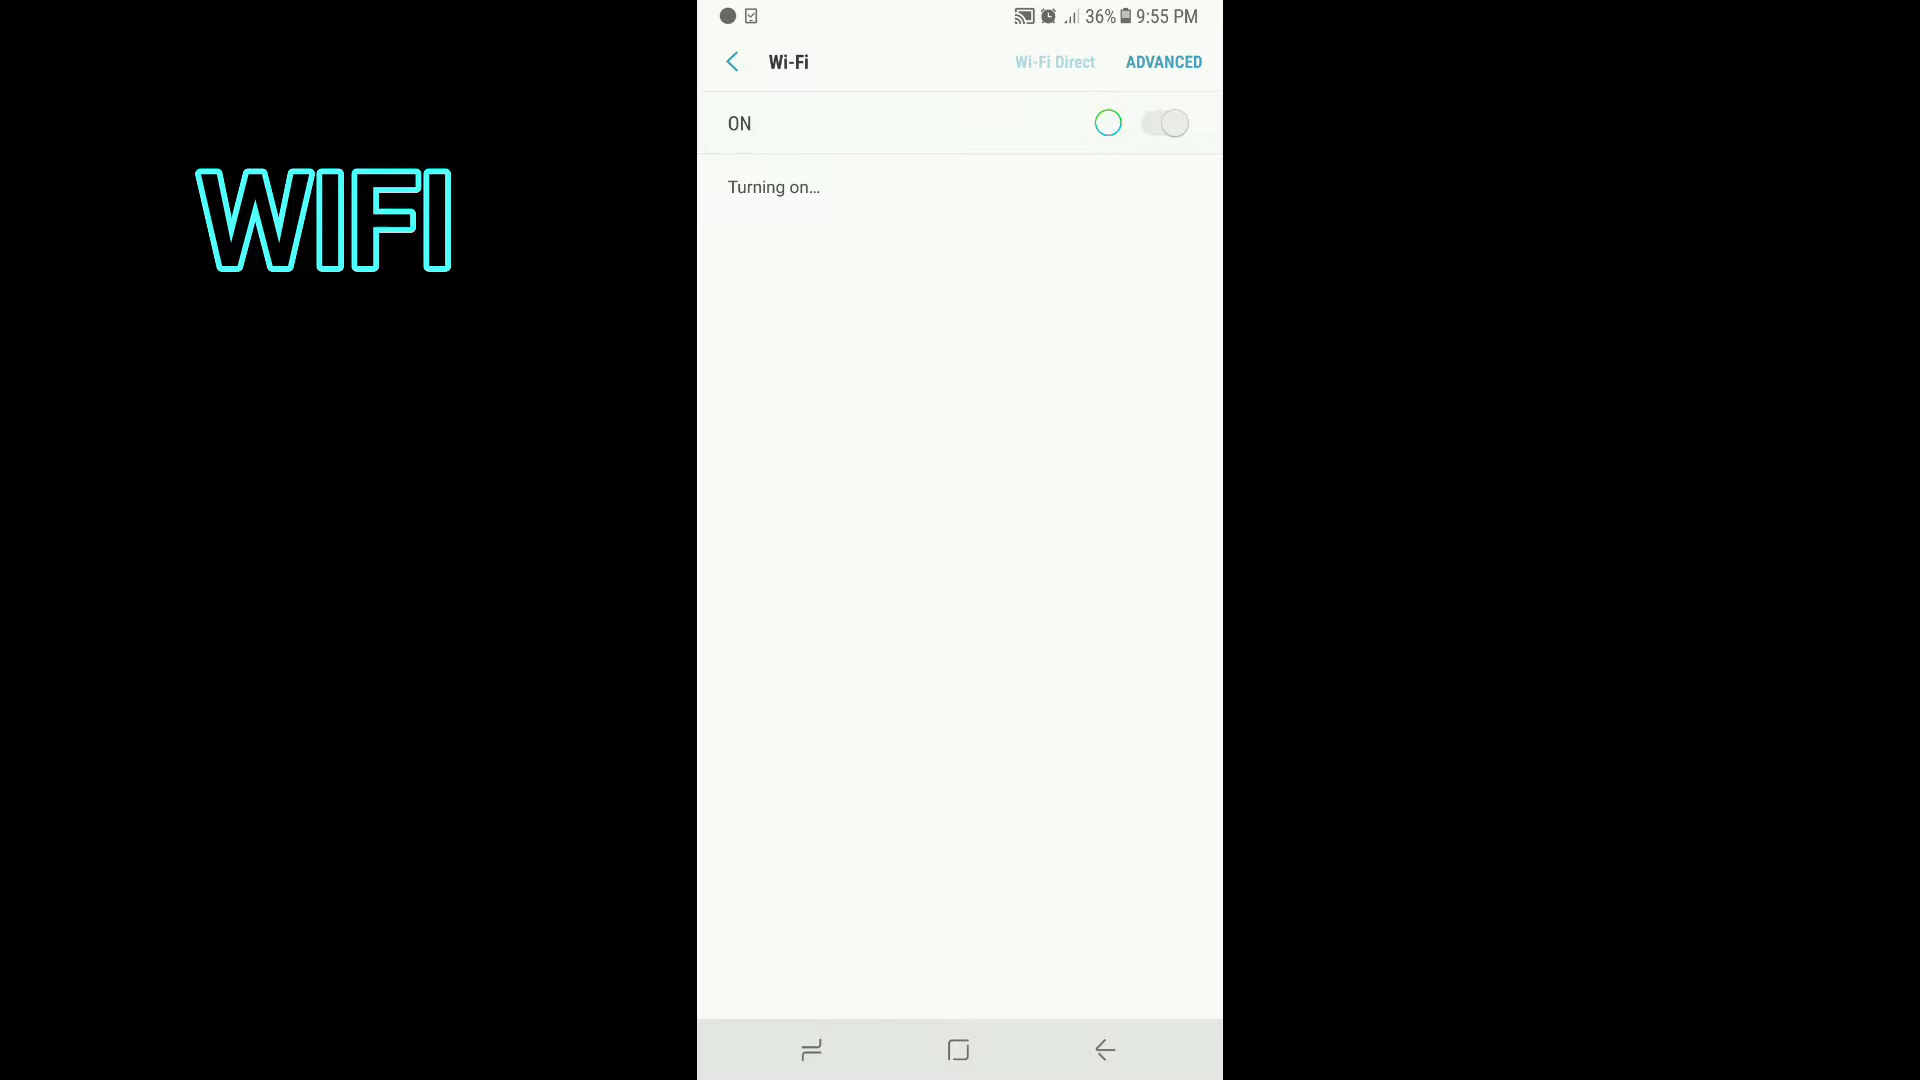 36% 9:55 PM
Wi-Fi Wi-Fi Direct ADVANCED
ON
WIFI
Turning on...